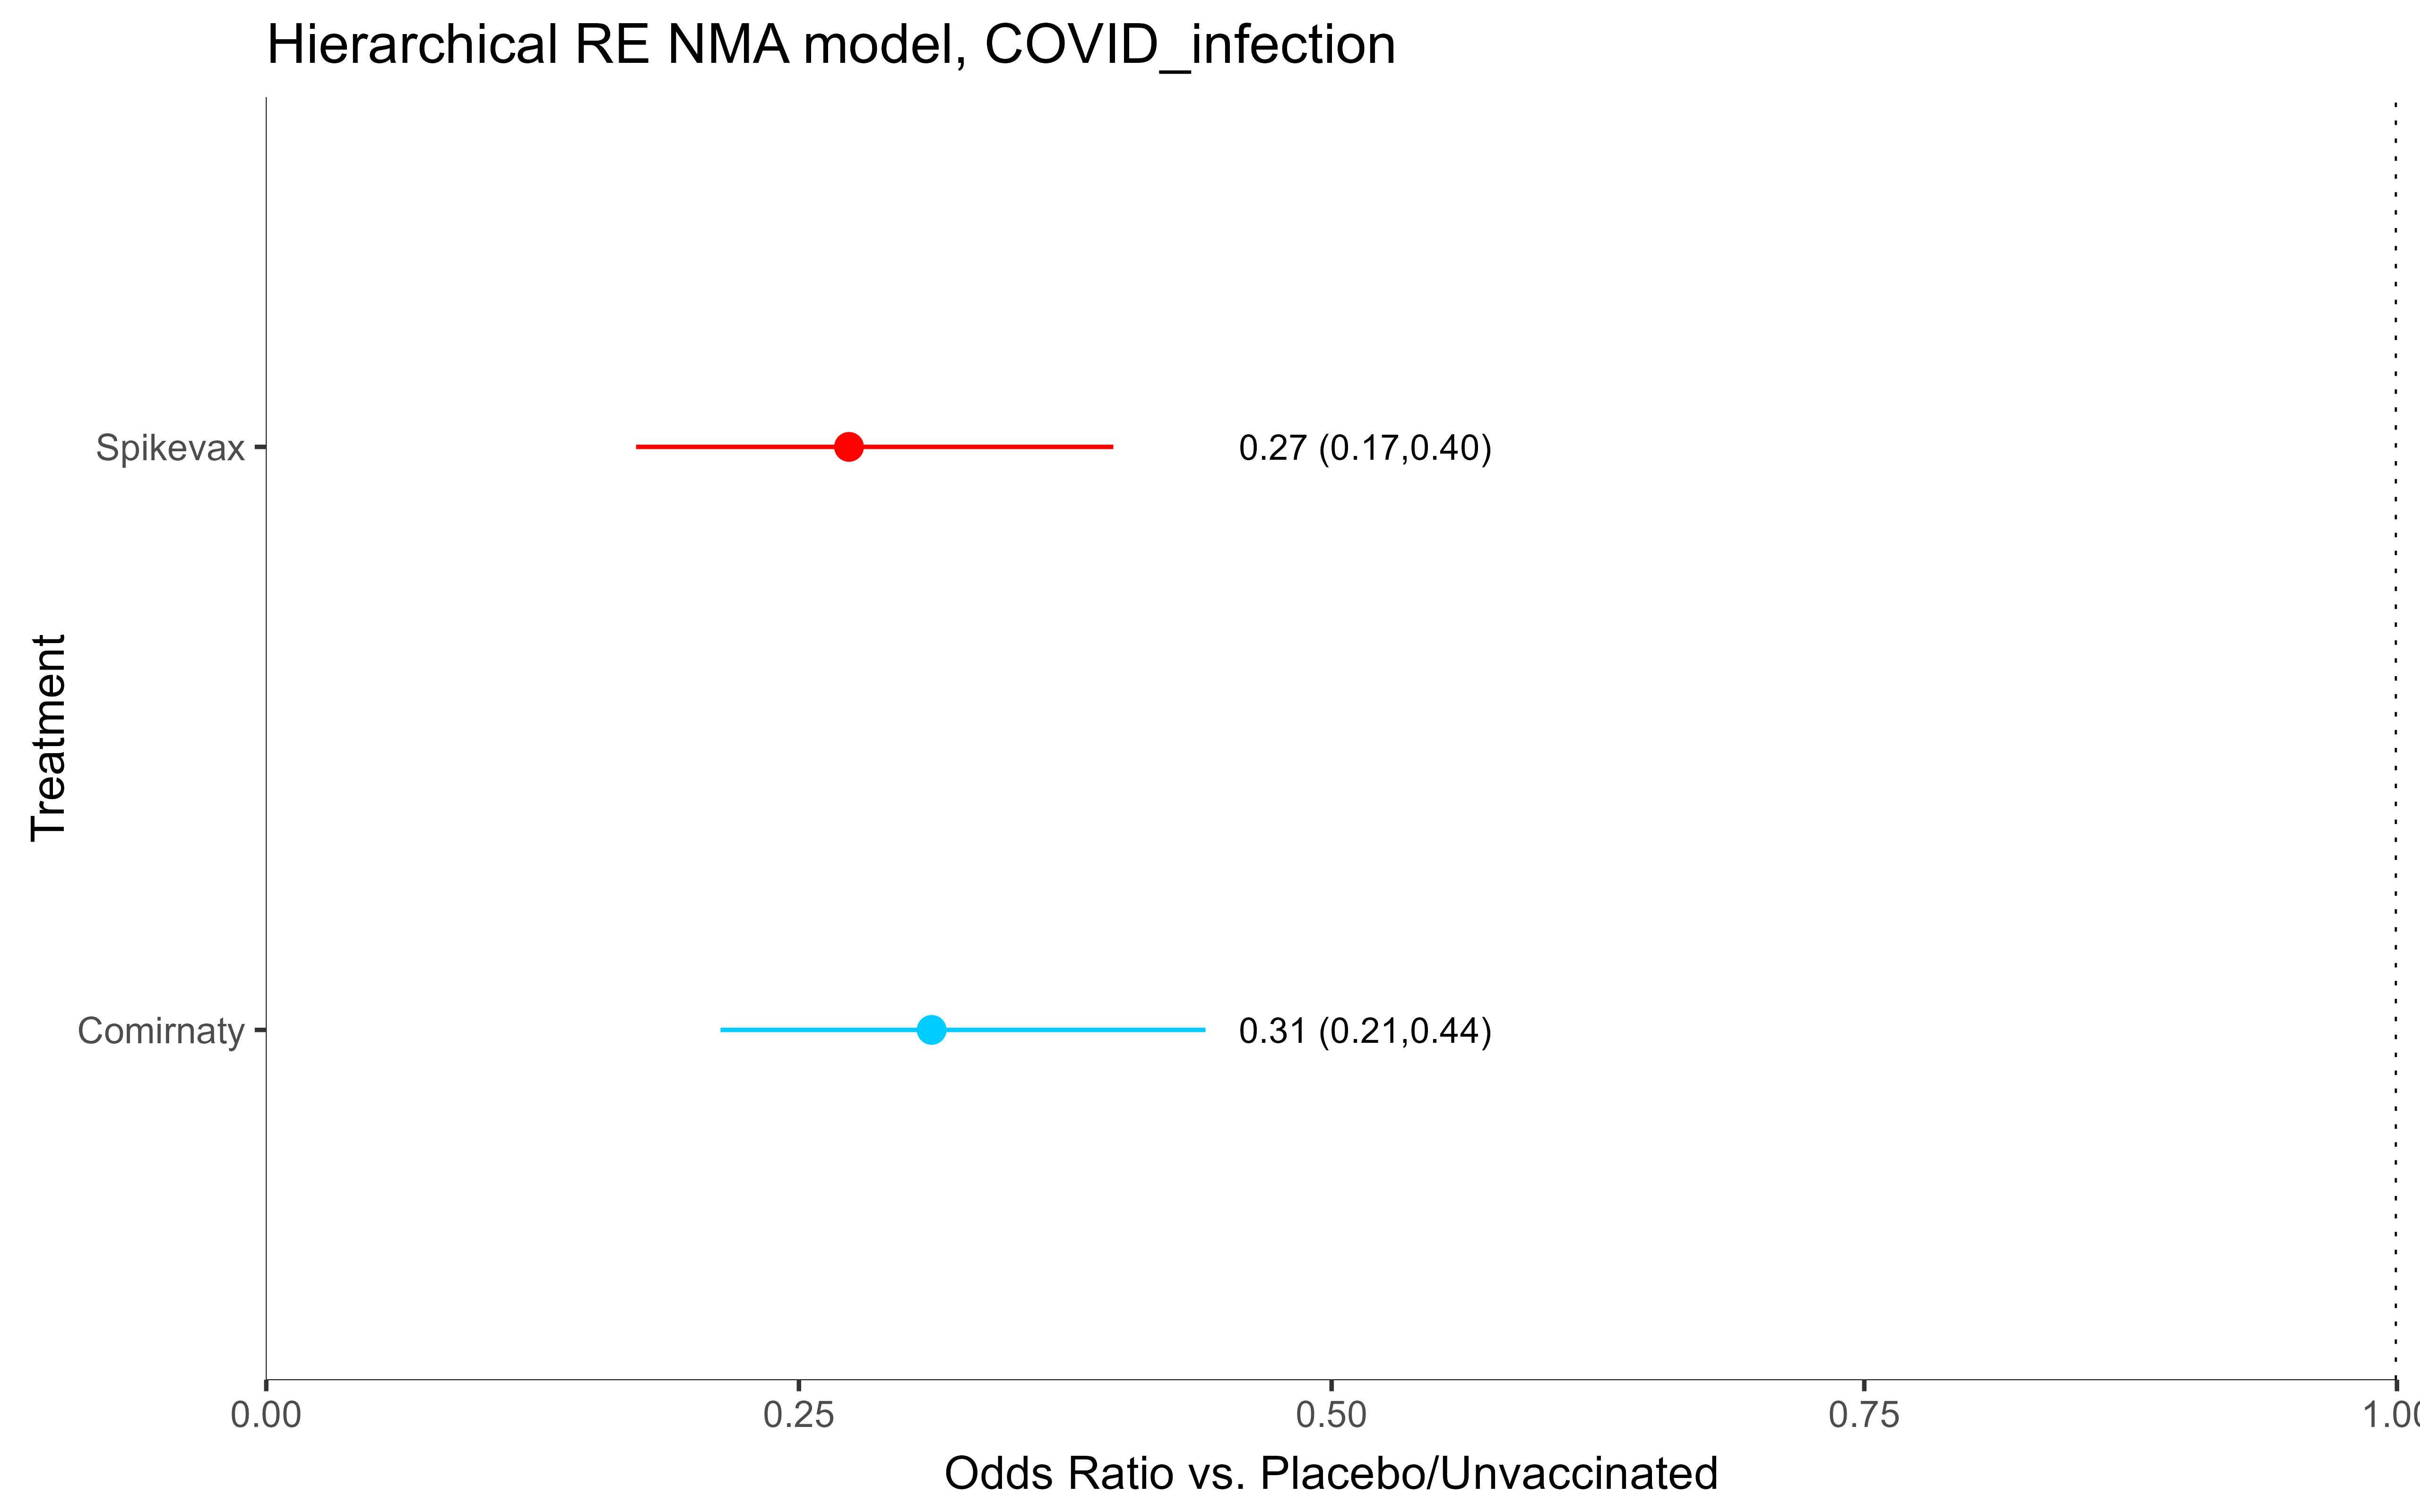 Hierarchical RE NMA model, COVID_infection
Treatment
Spikevax
0.27 (0.17,0.40)
Comirnaty
0.31 (0.21,0.44)
0.00 0.25 0.50 0.75 1.00
Odds Ratio vs. Placebo/Unvaccinated